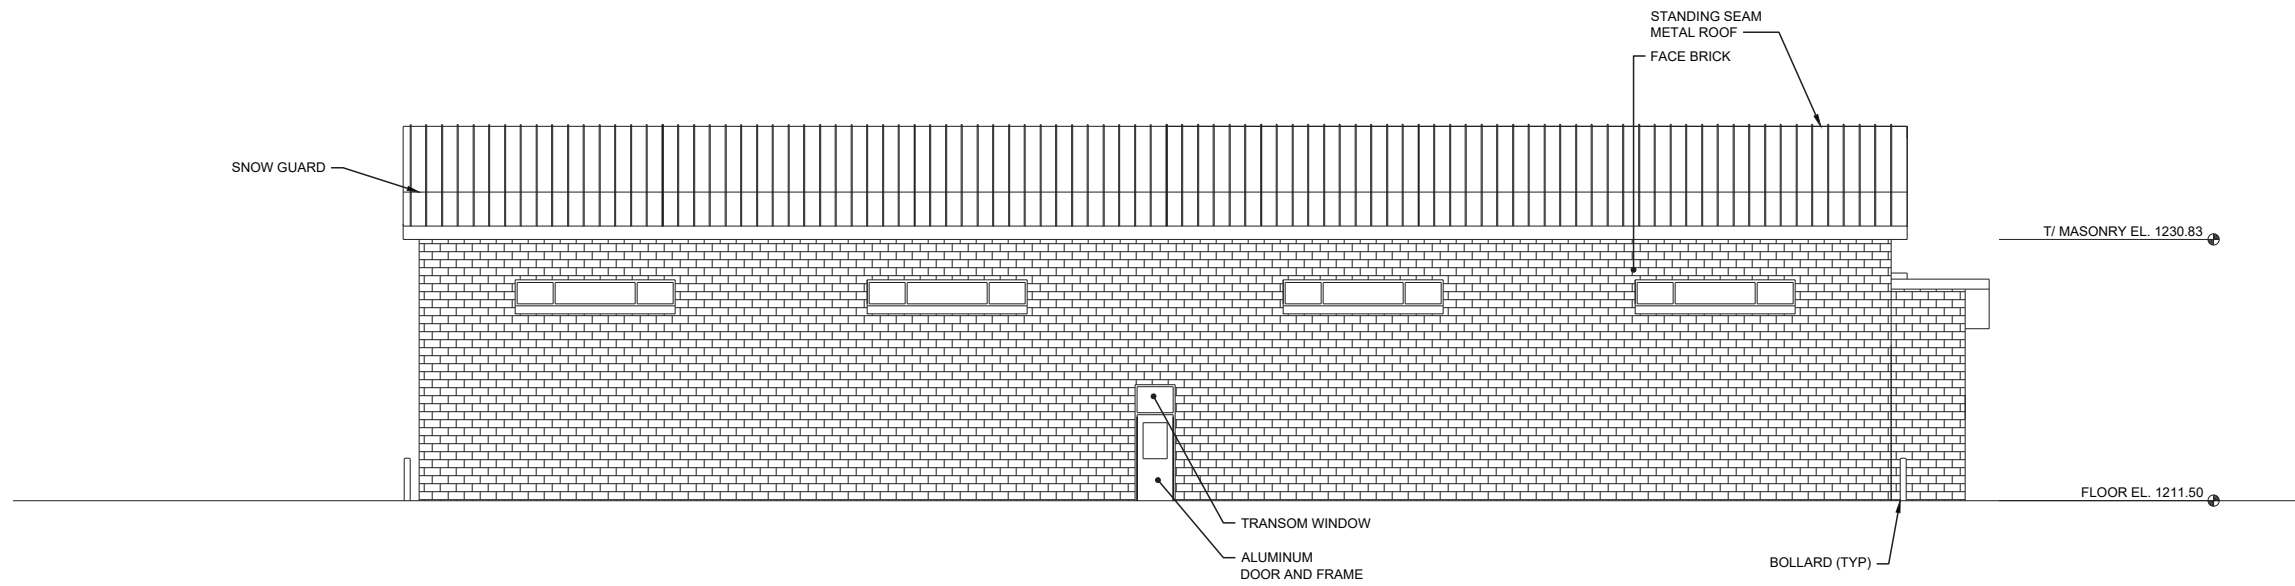 STANDING SEAM
METAL ROOF
FACE BRICK
SNOW GUARD
T/ MASONRY EL. 1230.83
FLOOR EL. 1211.50
TRANSOM WINDOW
ALUMINUM
DOOR AND FRAME
BOLLARD (TYP)